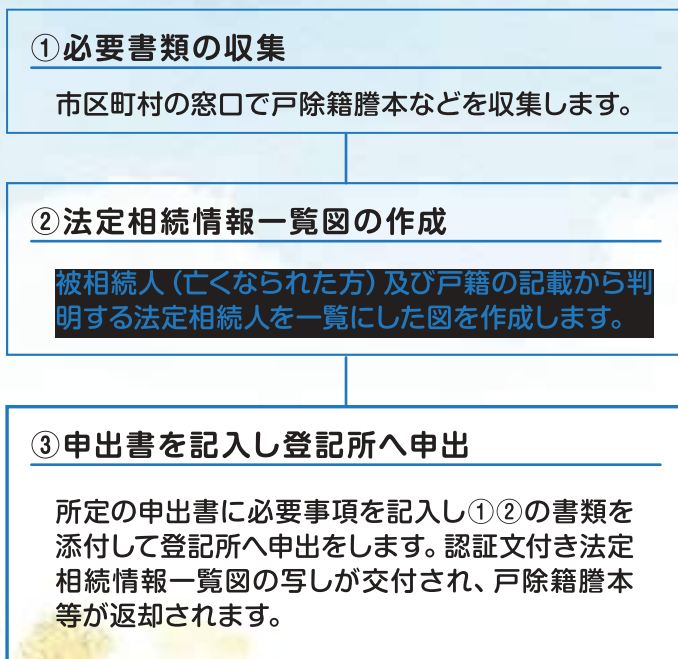 ①必要書類の収集
市区町村の窓口で戸除籍謄本などを収集します。
②法定相続情報一覧図の作成
被相続人（亡くなられた方）及び戸籍の記載から判
明する法定相続人を一覧にした図を作成します。
③申出書を記入し登記所へ申出
所定の申出書に必要事項を記入し①②の書類を
添付して登記所へ申出をします。認証文付き法定
相続情報一覧図の写しが交付され、戸除籍謄本
等が返却されます。